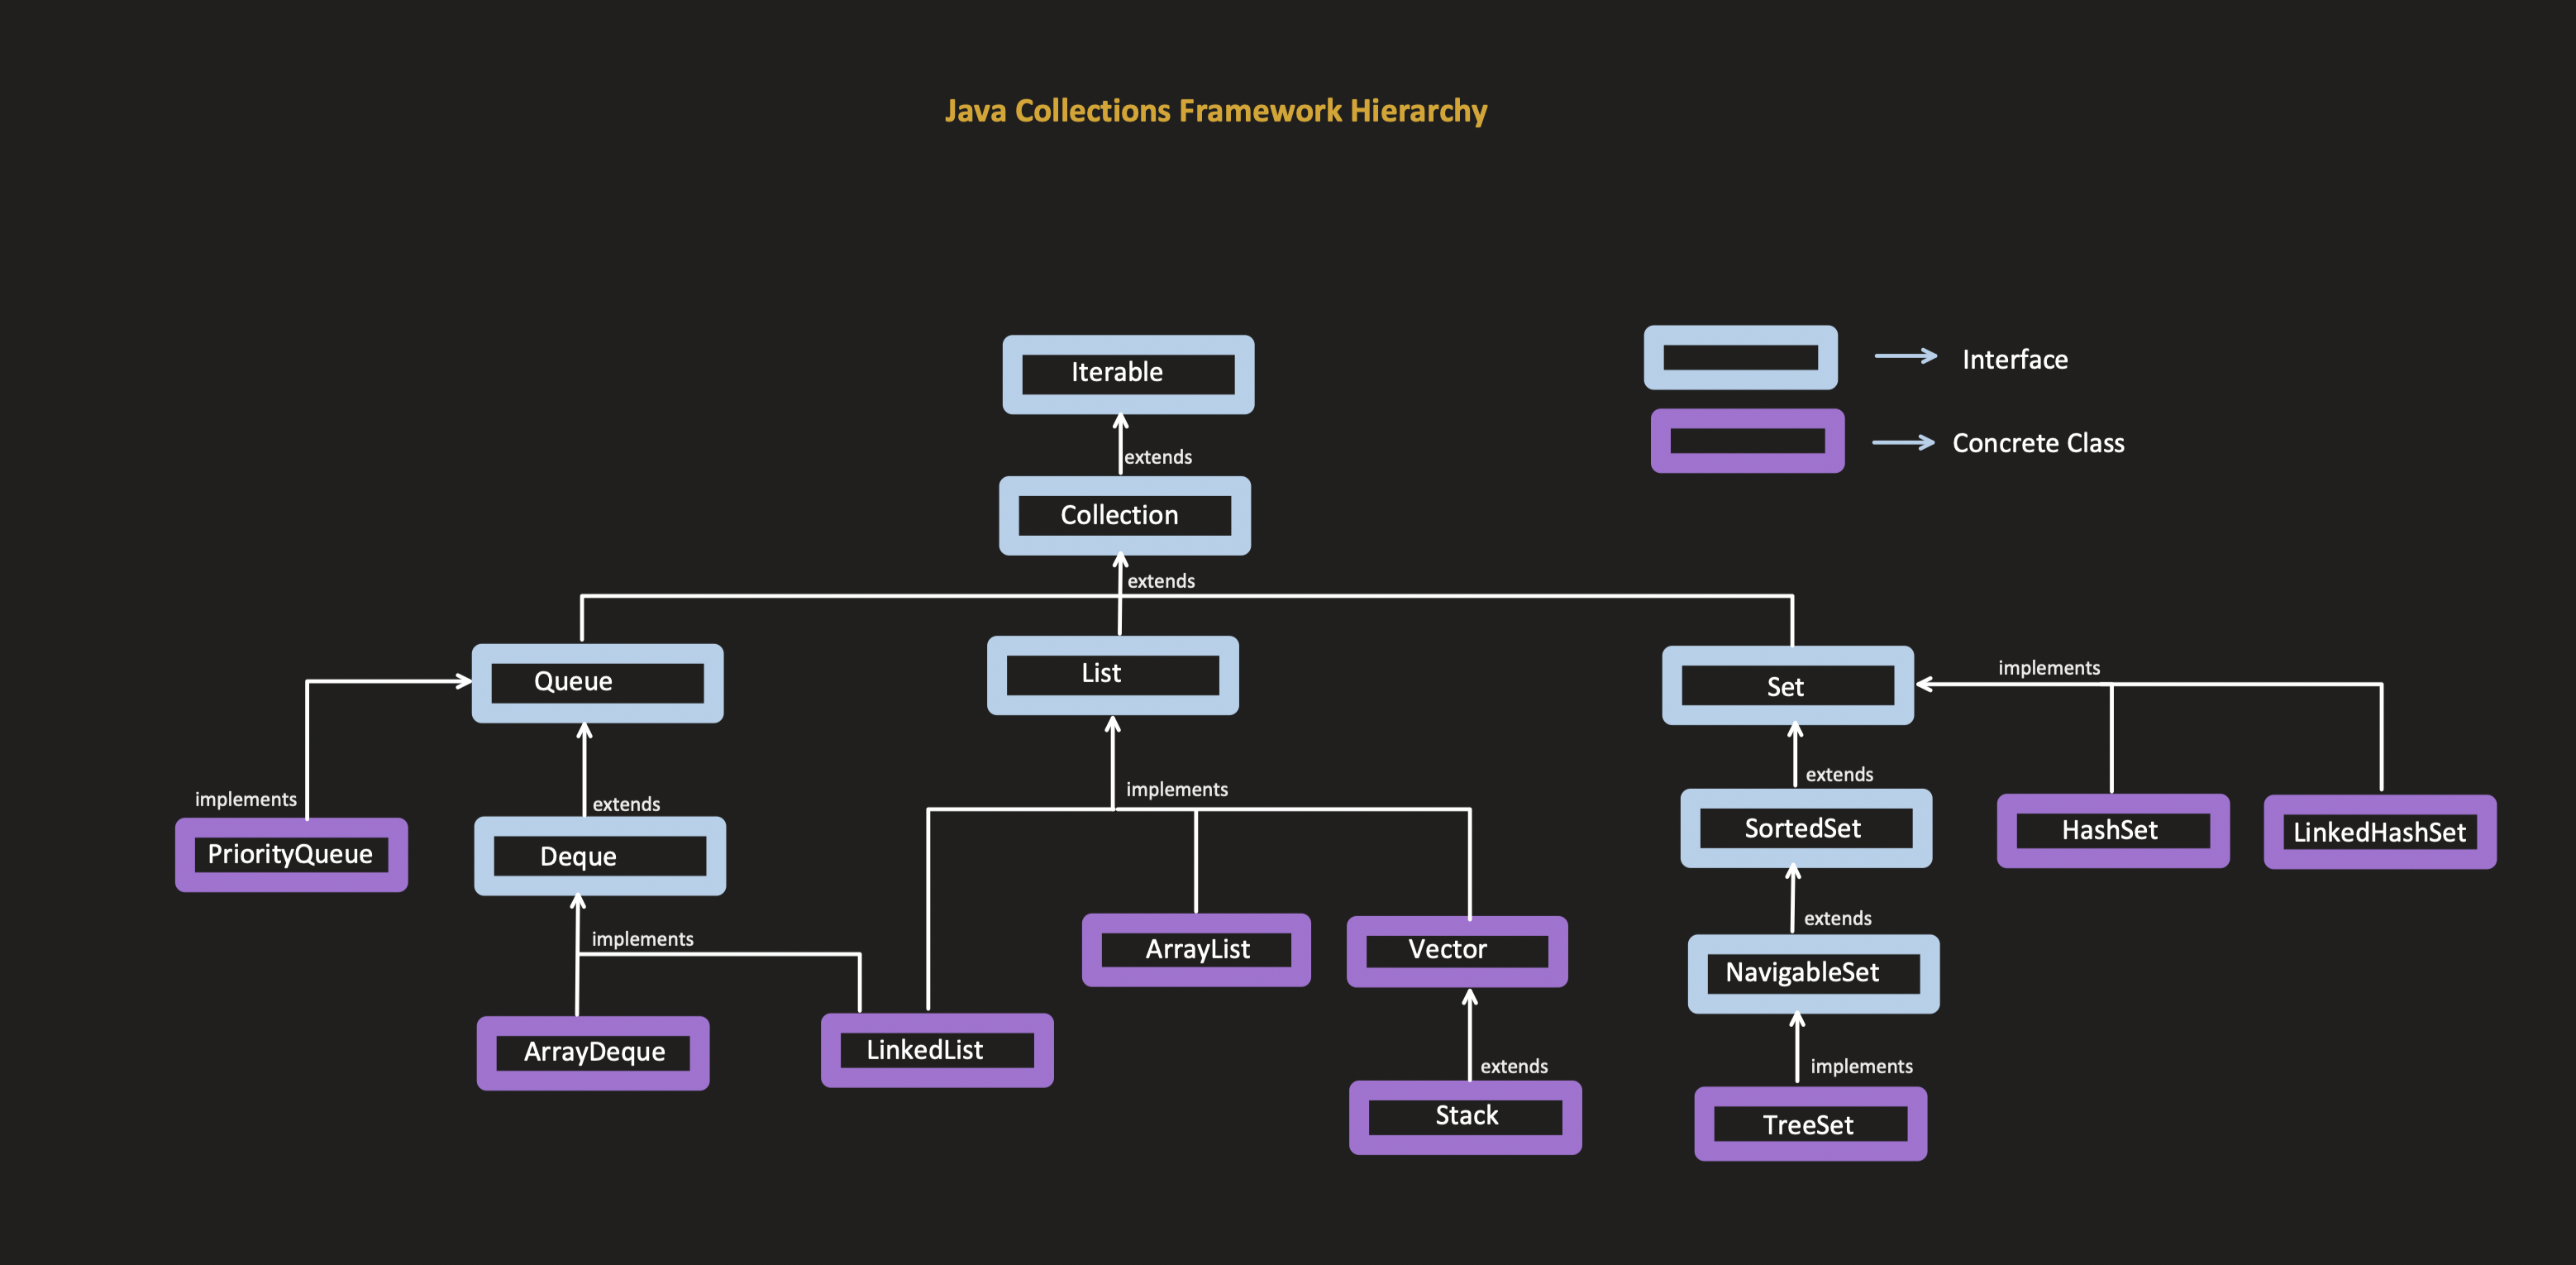 Java Collections Framework Hierarchy
Iterable
Interface
extends
Concrete Class
Collection
extends
Queue
List
Set
implements
implements
extends
implements
extends
PriorityQueue
Deque
SortedSet
HashSet
LinkedHashSet
implements
ArrayList
Vector
extends
NavigableSet
ArrayDeque
LinkedList
extends
implements
Stack
TreeSet